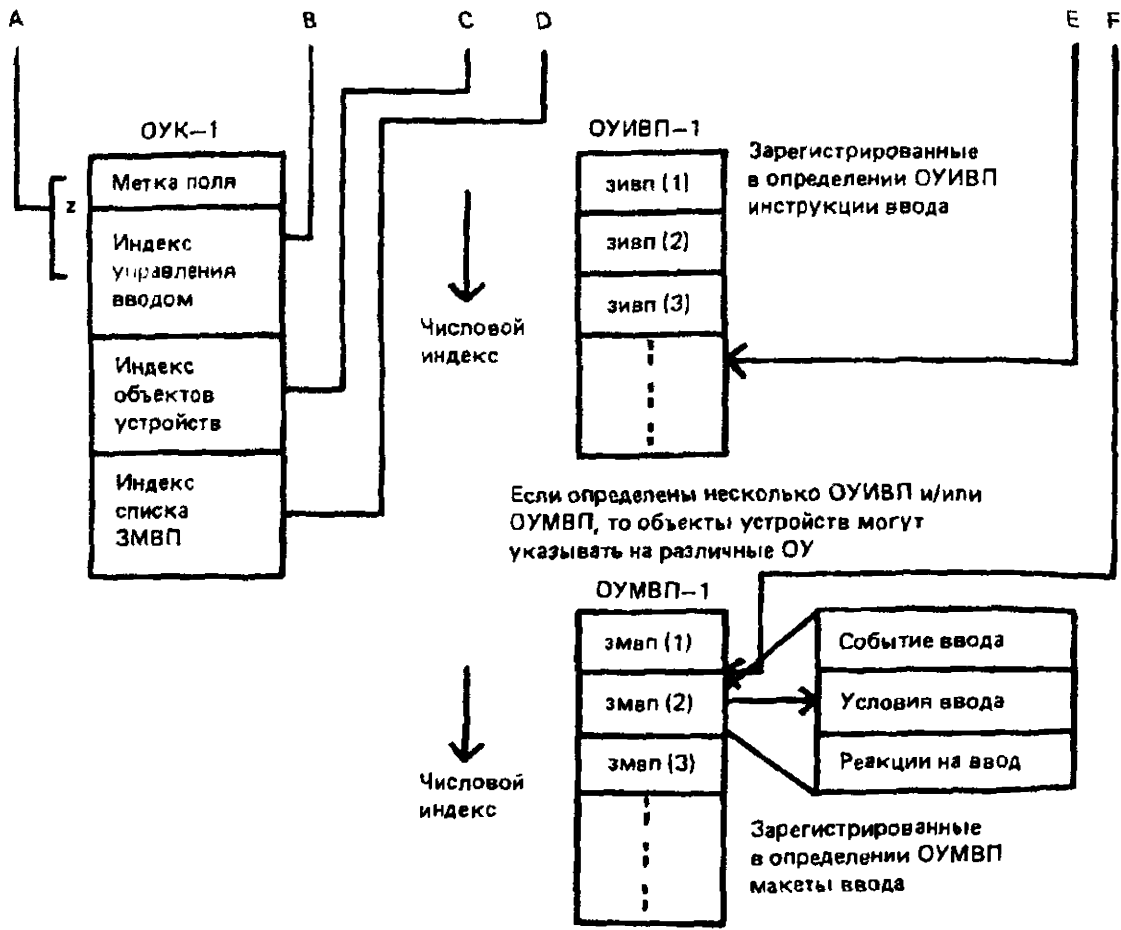 A B C D E F
ОУК–1
Метка поля
z
Индекс
управления
вводом
Индекс
объектов
устройств
Индекс
списка
ЗМВП
Числовой
индекс
ОУИВП–1
зивп (1)
зивп (2)
зивп (3)
Зарегистрированные
в определении ОУИВП
инструкции ввода
Если определены несколько ОУИВП и/или
ОУМВП, то объекты устройств могут
указывать на различные ОУ
ОУМВП–1
змвп (1)
змвп (2)
змвп (3)
Событие ввода
Условия ввода
Реакции на ввод
Числовой
индекс
Зарегистрированные
в определении ОУМВП
макеты ввода